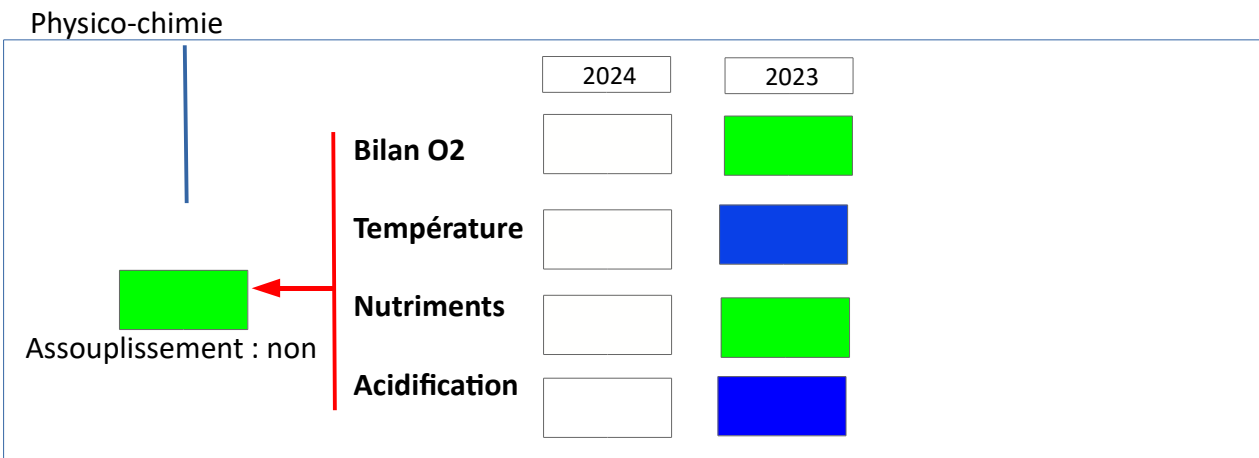 Physico-chimie
2024
2023
Bilan O2
Température
Nutriments
Assouplissement : non
Acidification